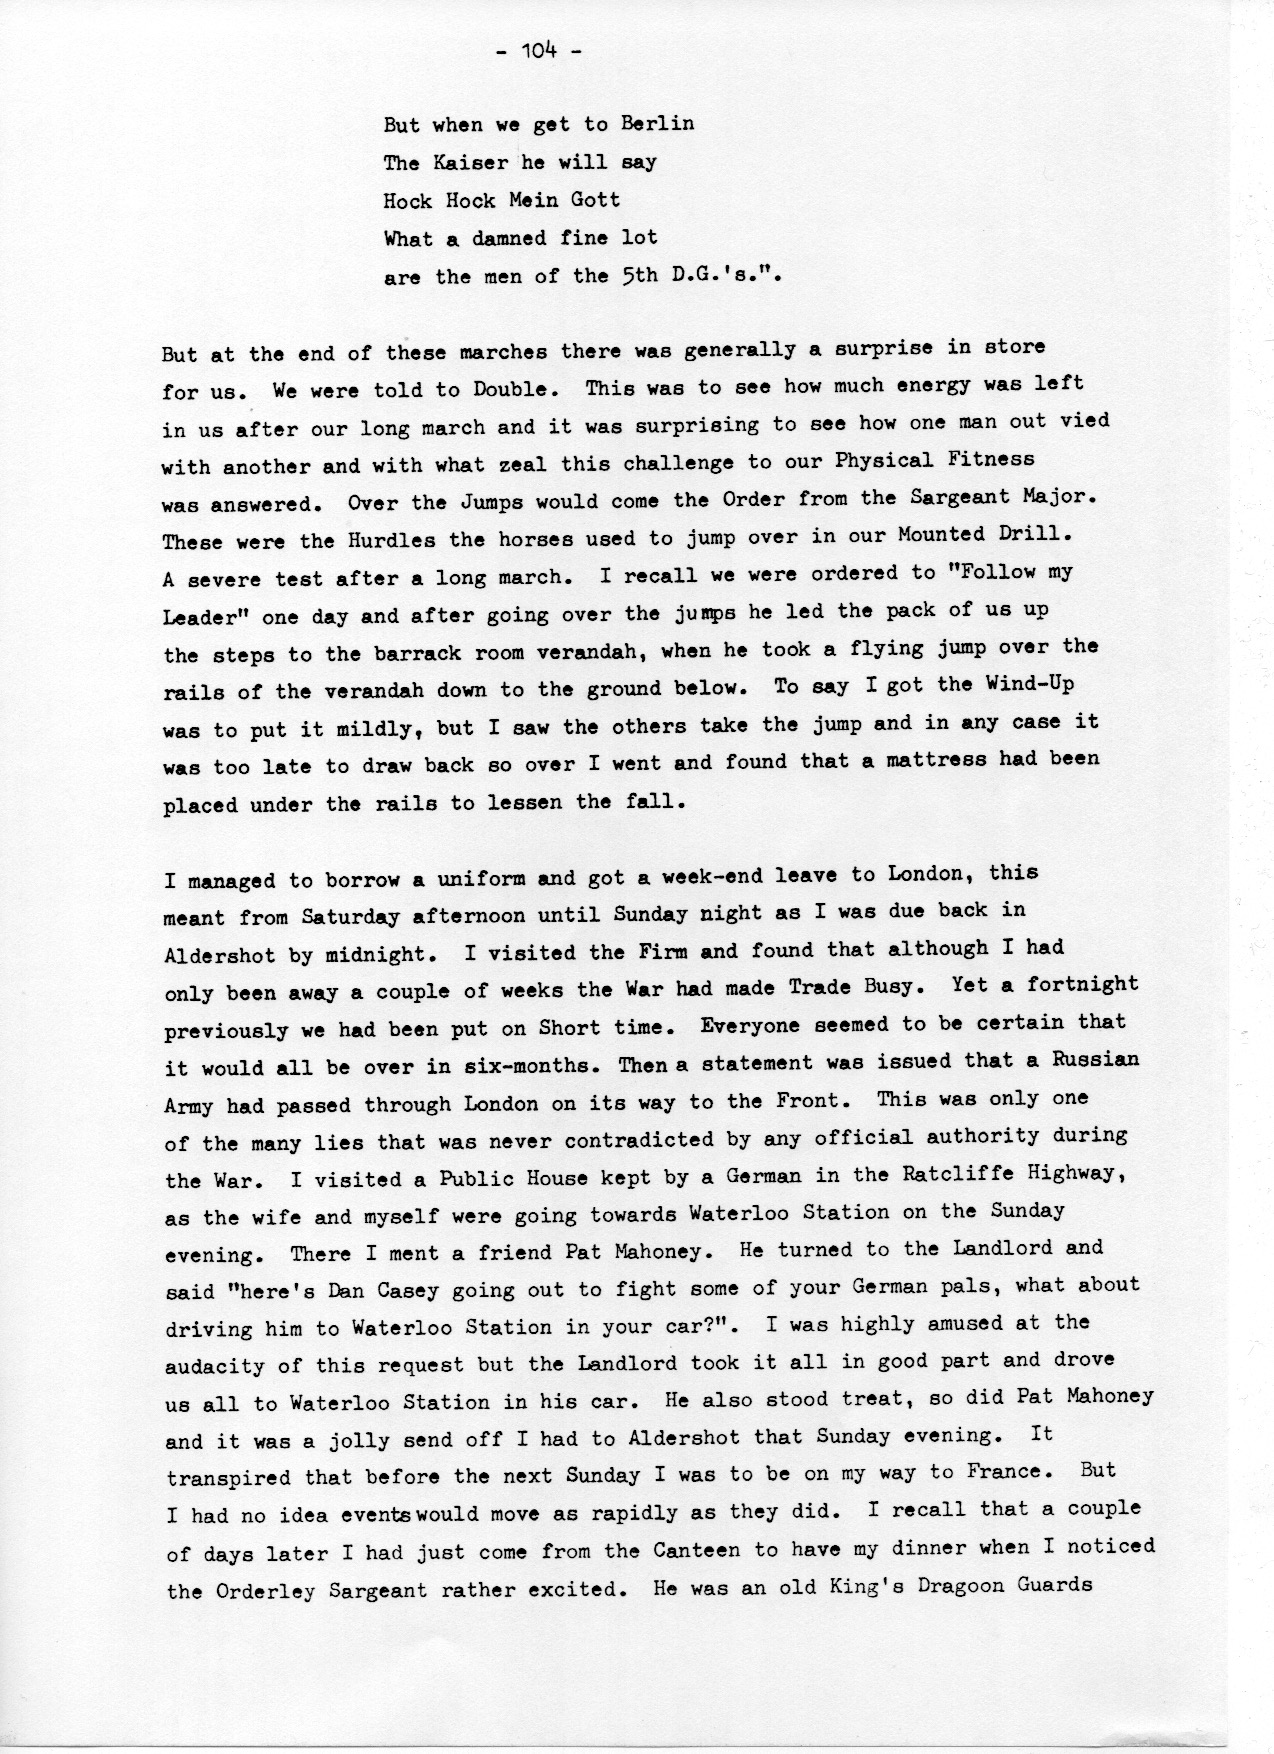 - 104 -
But when we get to Berlin
The Kaiser he will say
Hock Hock Mein Gott
What a damned fine lot
are the men of the 5th D.G.'s.".
But at the end of these marches there was generally a surprise in store
for us. We were told to Double. This was to see how much energy was left
in us after our long march and it was surprising to see how one man out vied
with another and with what zeal this challenge to our Physical Fitness
was answered. Over the Jumps would come the Order from the Sargeant Major.
These were the Hurdles the horses used to jump over in our Mounted Drill.
A severe test after a long march. I recall we were ordered to "Follow my
Leader" one day and after going over the jumps he led the pack of us up
the steps to the barrack room verandah, when he took a flying jump over the
rails of the verandah down to the ground below. To say I got the Wind-Up
was to put it mildly, but I saw the others take the jump and in any case it
was too late to draw back so over I went and found that a mattress had been
placed under the rails to lessen the fall.
I managed to borrow a uniform and got a week-end leave to London, this
meant from Saturday afternoon until Sunday night as I was due back in
Aldershot by midnight. I visited the Firm and found that although I had
only been away a couple of weeks the War had made Trade Busy. Yet a fortnight
previously we had been put on Short time. Everyone seemed to be certain that
it would all be over in six-months. Then a statement was issued that a Russian
Army had passed through London on its way to the Front. This was only one
of the many lies that was never contradicted by any official authority during
the War. I visited a Public House kept by a German in the Ratcliffe Highway,
as the wife and myself were going towards Waterloo Station on the Sunday
evening. There I ment a friend Pat Mahoney. He turned to the Landlord and
said "here's Dan Casey going out to fight some of your German pals, what about
driving him to Waterloo Station in your car?". I was highly amused at the
audacity of this request but the Landlord took it all in good part and drove
us all to Waterloo Station in his car. He also stood treat, so did Pat Mahoney
and it was a jolly send off I had to Aldershot that Sunday evening. It
transpired that before the next Sunday I was to be on my way to France. But
I had no idea events would move as rapidly as they did. I recall that a couple
of days later I had just come from the Canteen to have my dinner when I noticed
the Orderley Sargeant rather excited. He was an old King's Dragoon Guards